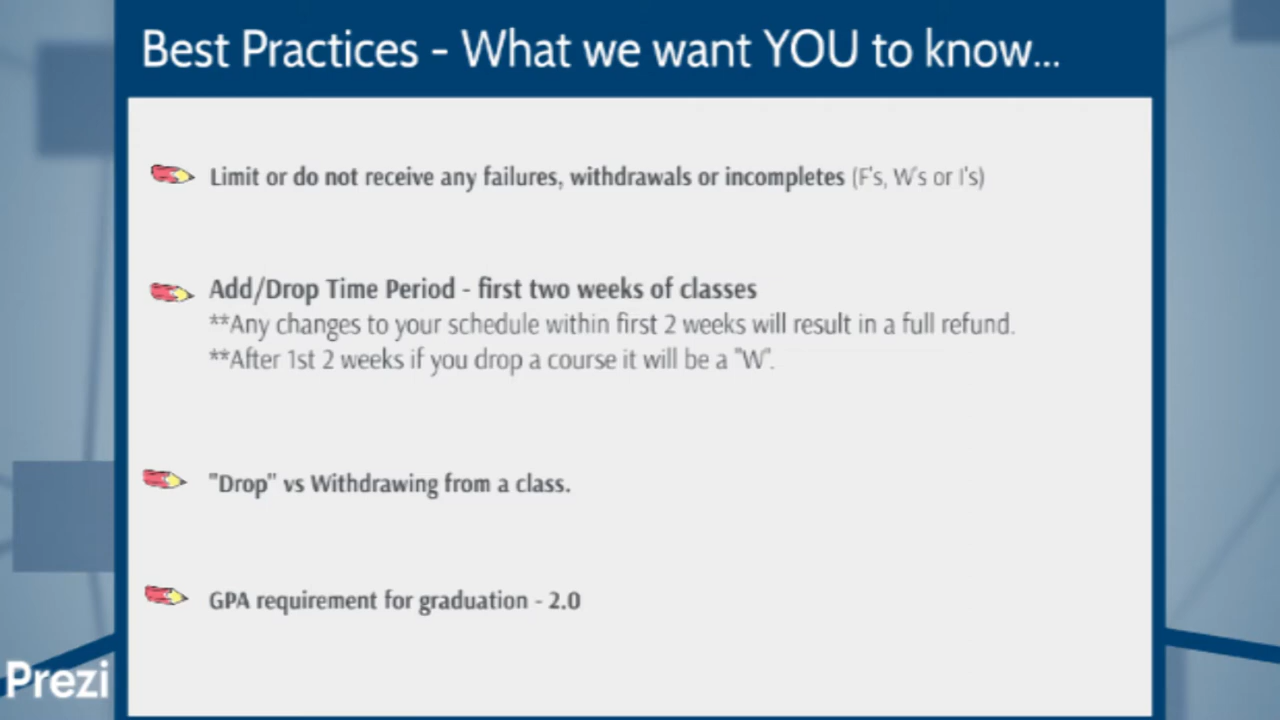 Best Practices - What we want YOU to know...
Limit or do not receive any failures, withdrawals or incompletes (F's, W's or I's)
Add/Drop Time Period - first two weeks of classes
**Any changes to your schedule within first 2 weeks will result in a full refund.
**After 1st 2 weeks if you drop a course it will be a "W".
"Drop" vs Withdrawing from a class.
GPA requirement for graduation - 2.0
Prezi